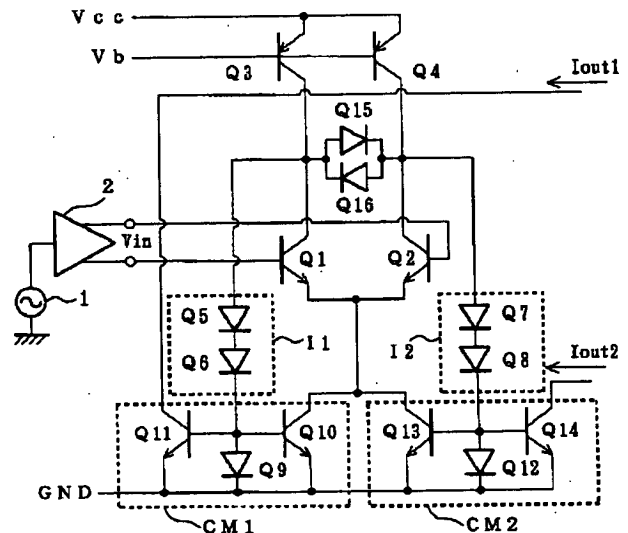 Vcc
Vb
Q3
Q4
Iout1
Q15
Q16
2
Vin
Q1
Q2
1
Q5
Q6
I1
I2
Q7
Q8
Iout2
Q11
Q10
Q13
Q14
Q9
Q12
GND
CM1
CM2